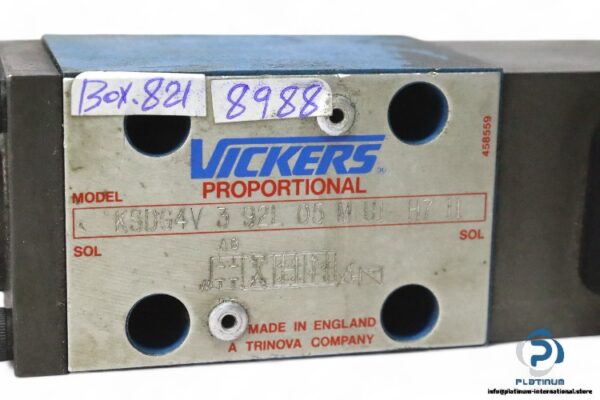 Box.821
8988
458559
VICKERS
PROPORTIONAL
MODEL
KSDG4V 3 92L 05 M U1 H7 11
SOL
SOL
MADE IN ENGLAND
A TRINOVA COMPANY
PLATINUM
info@platinum-international.store